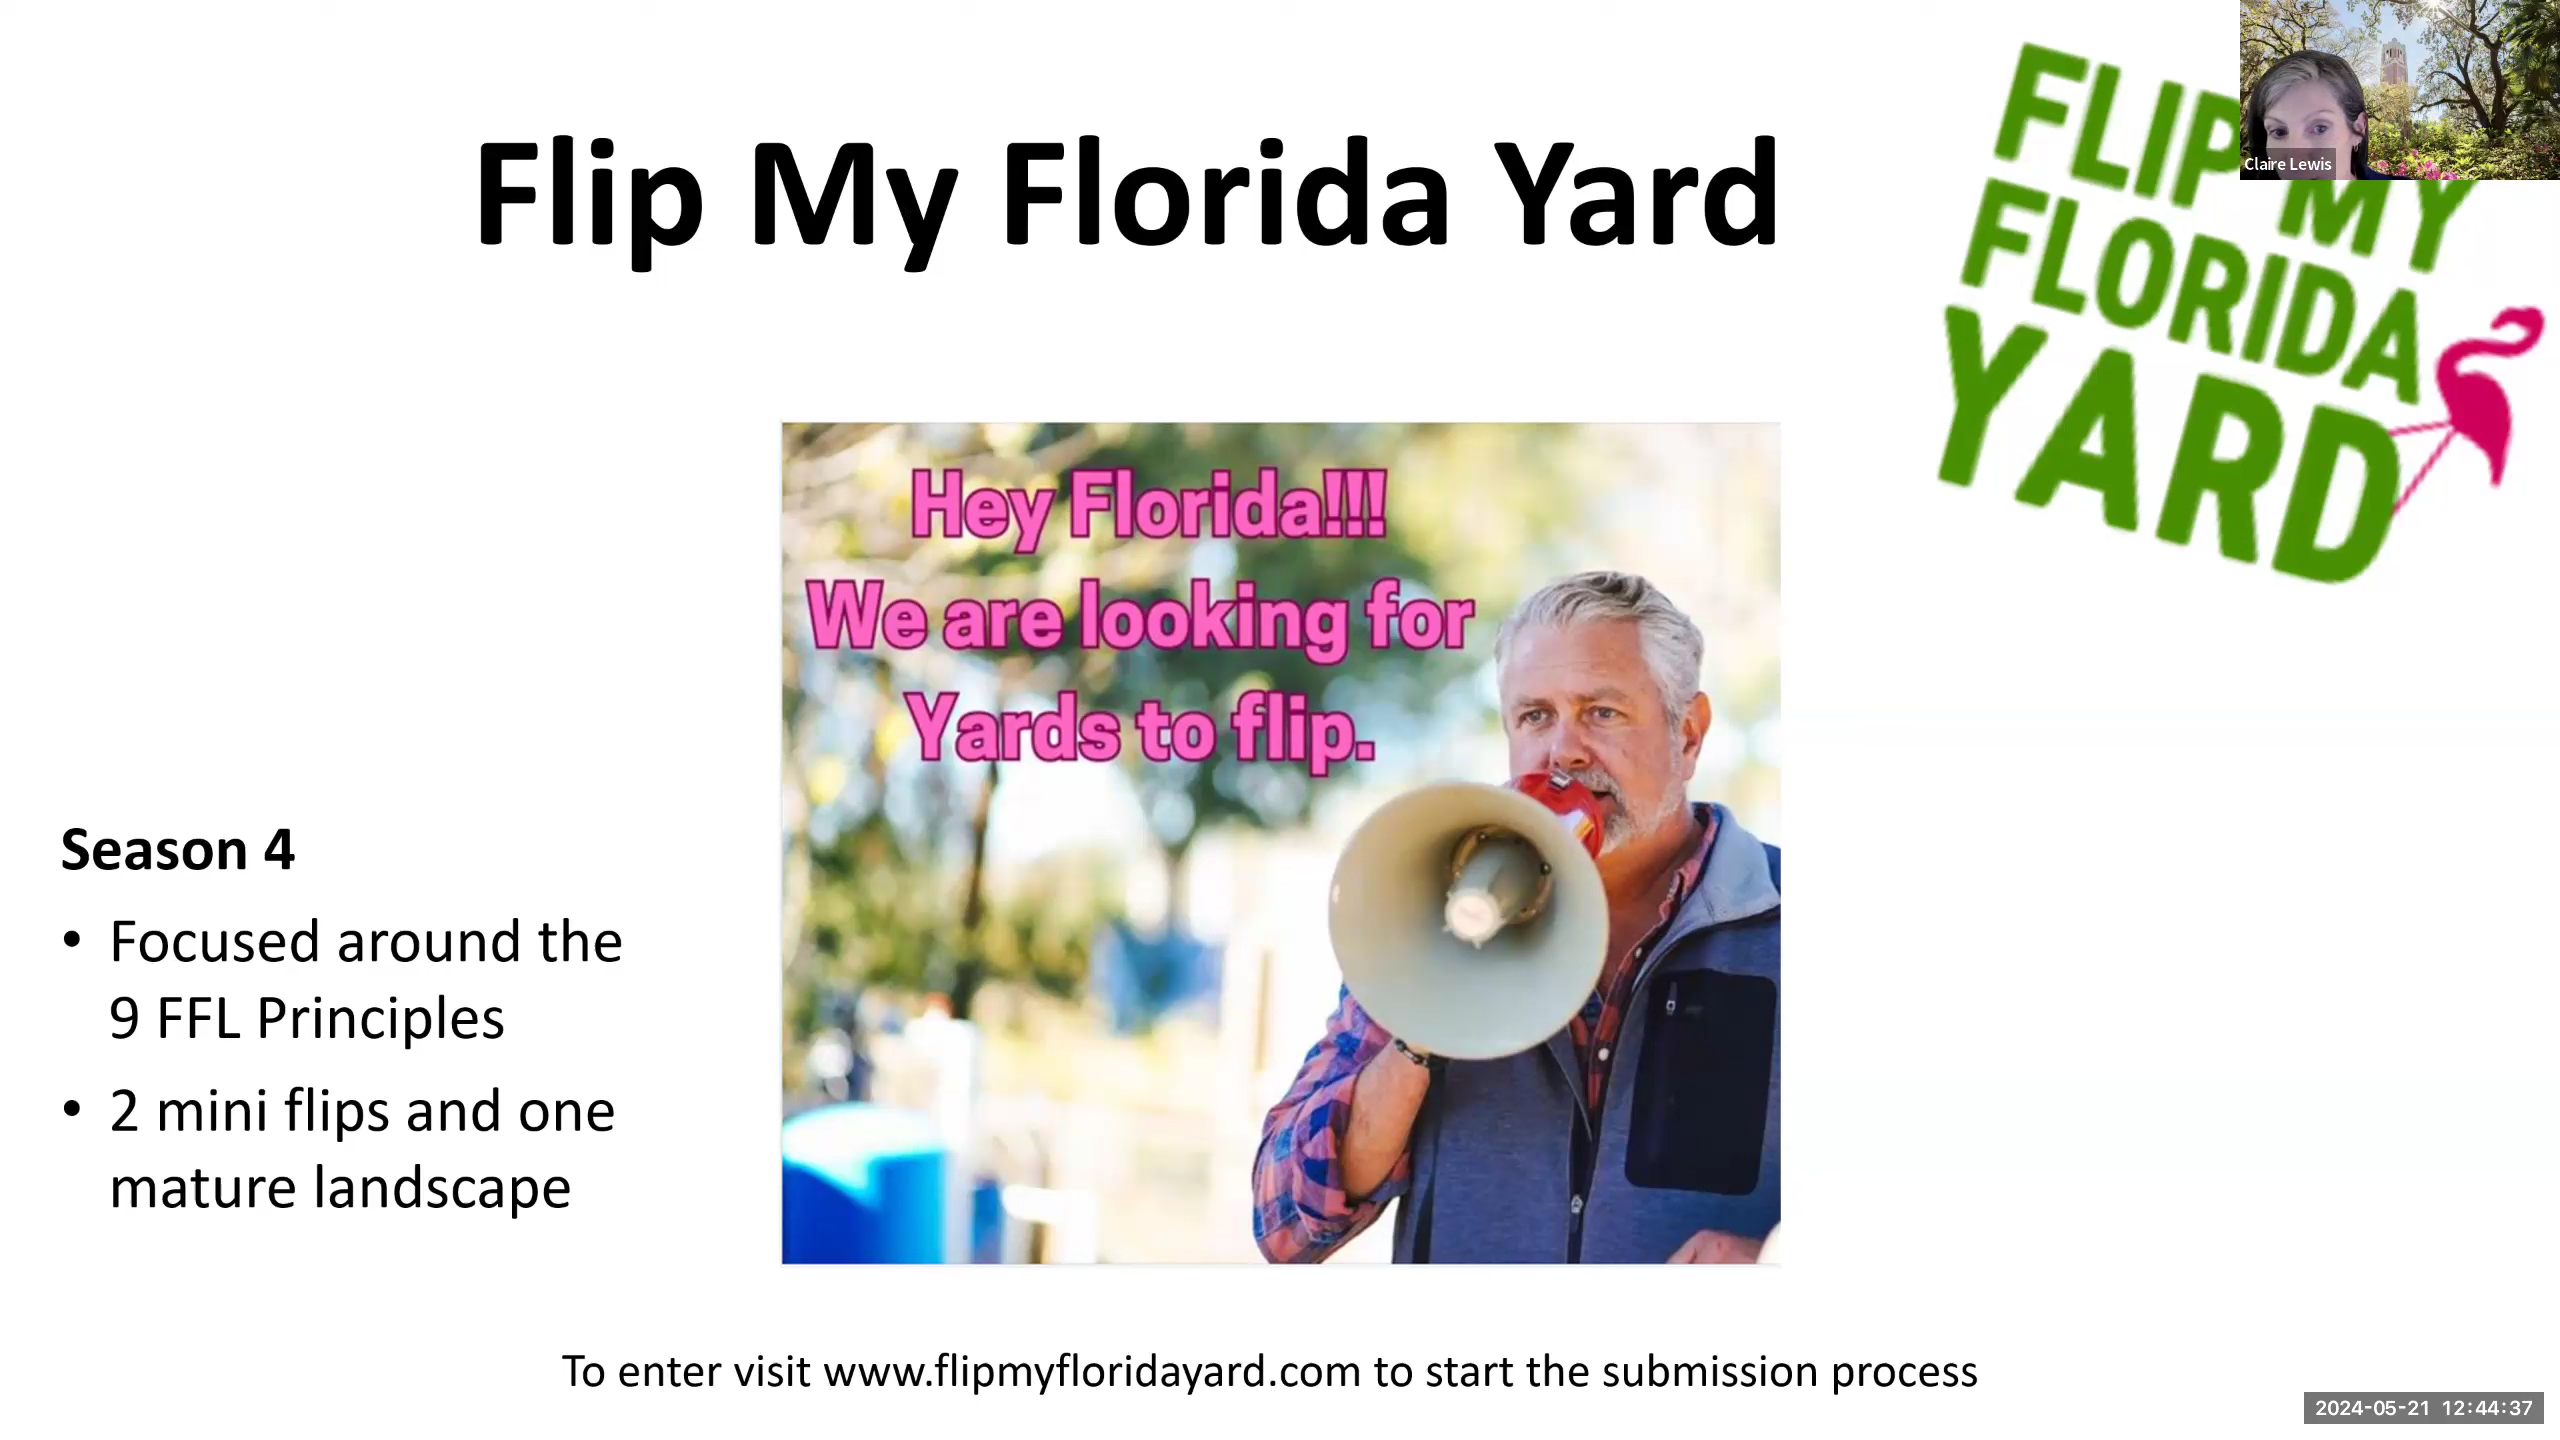 Flip My Florida Yard
FLIP MY
FLORIDA
YARD
Claire Lewis
Hey Florida!!!
We are looking for
Yards to flip.
Season 4
• Focused around the
9 FFL Principles
• 2 mini flips and one
mature landscape
To enter visit www.flipmyfloridayard.com to start the submission process
2024-05-21 12:44:37